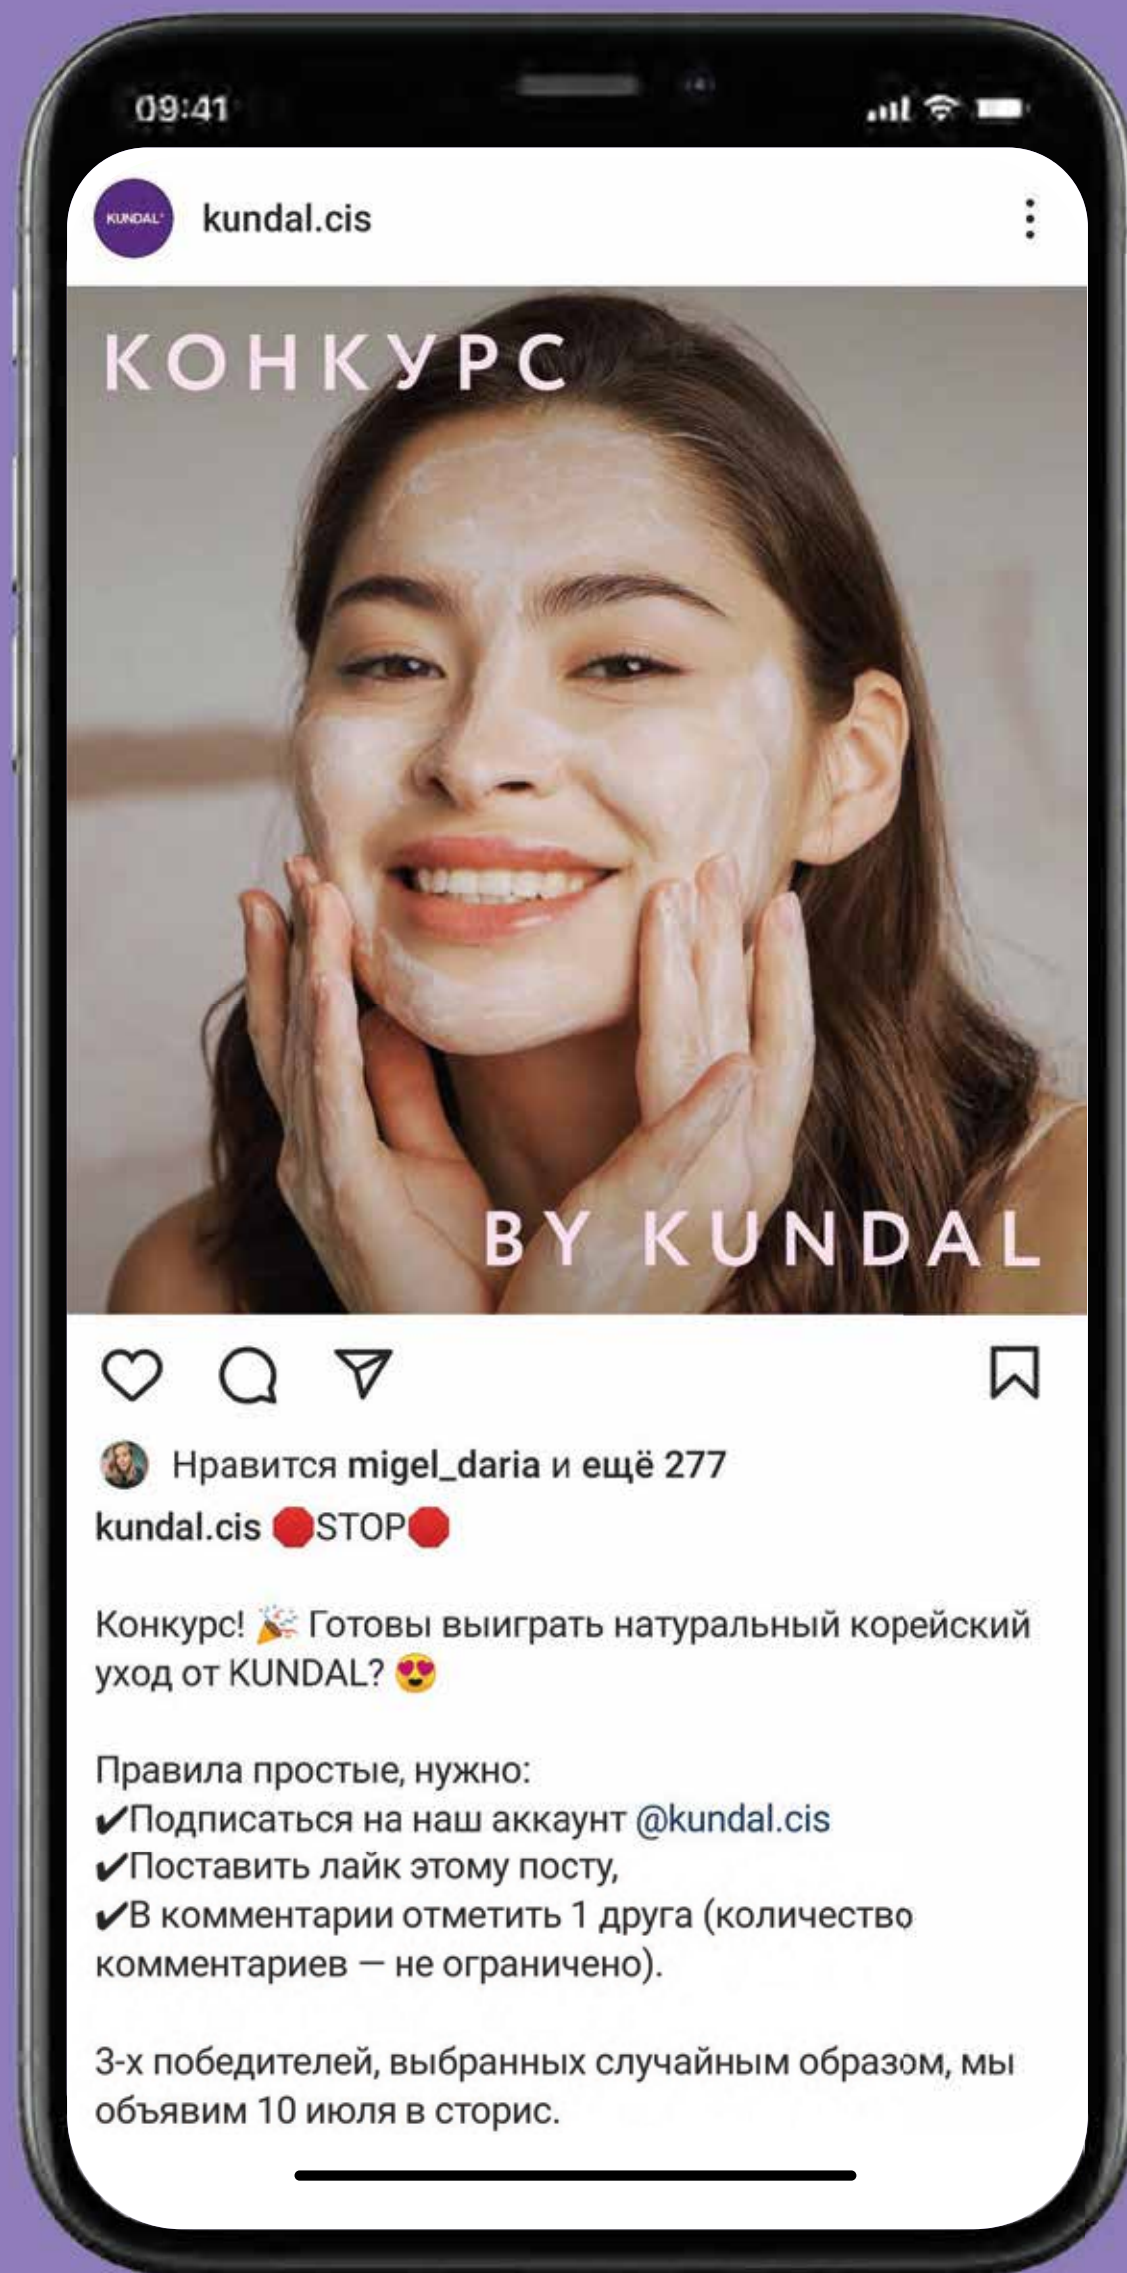 09:41
KUNDAL
kundal.cis
КОНКУРС
BY KUNDAL
Нравится migel_daria и ещё 277
kundal.cis 🛑STOP🛑
Конкурс! 🎉 Готовы выиграть натуральный корейский
уход от KUNDAL? 😍
Правила простые, нужно:
✔Подписаться на наш аккаунт @kundal.cis
✔Поставить лайк этому посту,
✔В комментарии отметить 1 друга (количество
комментариев — не ограничено).
3-х победителей, выбранных случайным образом, мы
объявим 10 июля в сторис.